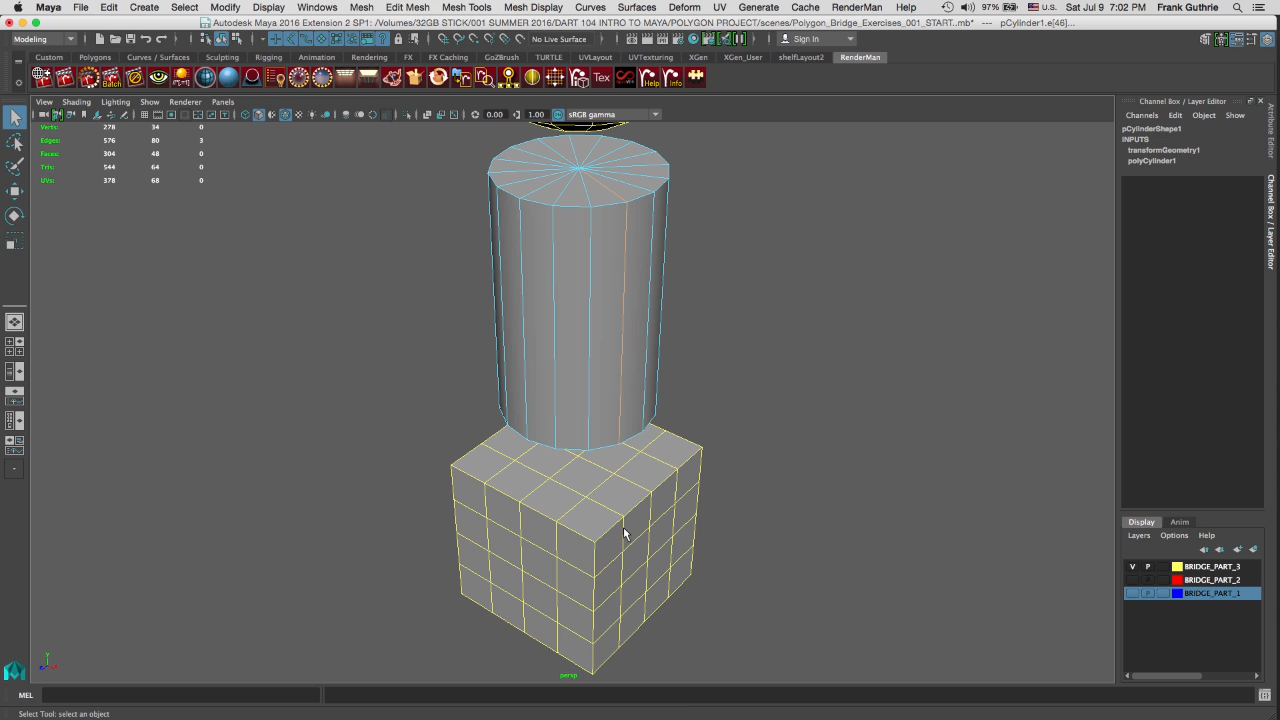 Maya File Edit Create Select Modify Display Windows Mesh Edit Mesh Mesh Tools Mesh Display Curves Surfaces Deform UV Generate Cache RenderMan Help 97% U.S. Sat Jul 9 7:02 PM Frank Guthrie
Autodesk Maya 2016 Extension 2 SP1: /Volumes/32GB STICK/001 SUMMER 2016/DART 104 INTRO TO MAYA/POLYGON PROJECT/scenes/Polygon_Bridge_Exercises_001_START.mb* --- pCylinder1.e[46]...
Modeling No Live Surface Sign In
Custom Polygons Curves / Surfaces Sculpting Rigging Animation Rendering FX FX Caching GoZBrush TURTLE UVLayout UVTexturing XGen XGen_User shelfLayout2 RenderMan
Batch Tex Help Info
View Shading Lighting Show Renderer Panels
0.00 1.00 sRGB gamma
Verts: 278 34 0
Edges: 576 80 3
Faces: 304 48 0
Tris: 544 64 0
UVs: 378 68 0
persp
Y
Channel Box / Layer Editor
Channels Edit Object Show
pCylinderShape1
INPUTS
transformGeometry1
polyCylinder1
Attribute Editor
Channel Box / Layer Editor
Display Anim
Layers Options Help
V P BRIDGE_PART_3
P BRIDGE_PART_2
P BRIDGE_PART_1
MEL
Select Tool: select an object